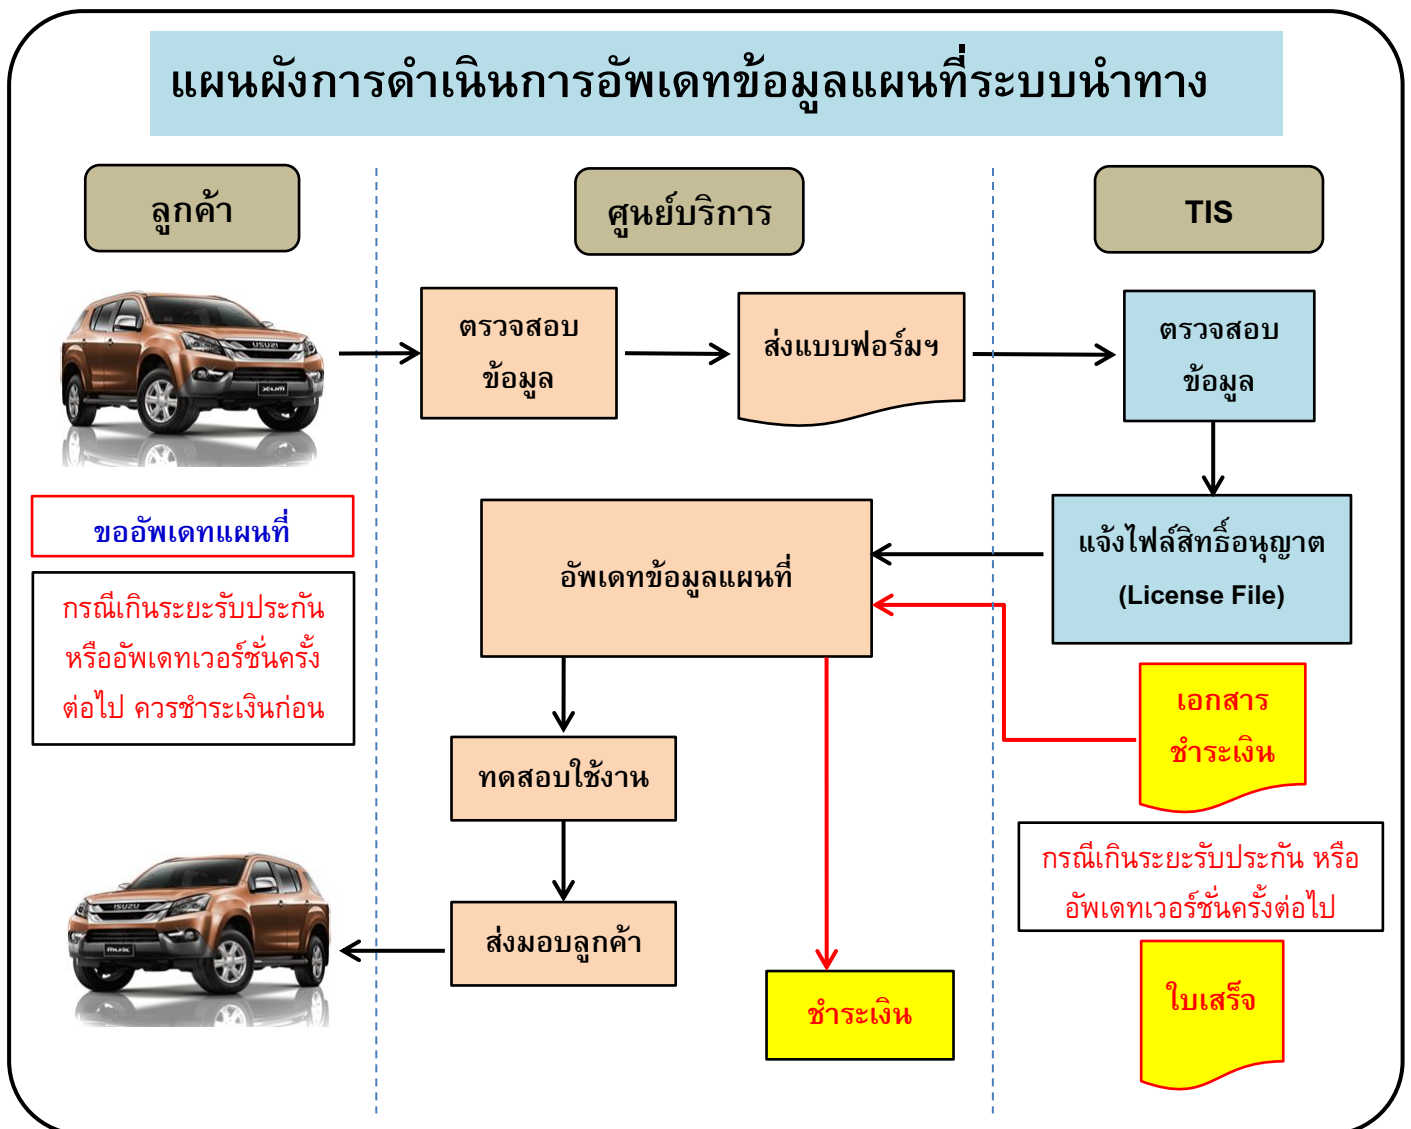 แผนผังการดำเนินการอัพเดทข้อมูลแผนที่ระบบนำทาง
ลูกค้า
ศูนย์บริการ
TIS
ตรวจสอบ
ข้อมูล
ส่งแบบฟอร์มฯ
ตรวจสอบ
ข้อมูล
ขออัพเดทแผนที่
กรณีเกินระยะรับประกัน
หรืออัพเดทเวอร์ชั่นครั้ง
ต่อไป ควรชำระเงินก่อน
อัพเดทข้อมูลแผนที่
แจ้งไฟล์สิทธิ์อนุญาต
(License File)
เอกสาร
ชำระเงิน
ทดสอบใช้งาน
กรณีเกินระยะรับประกัน หรือ
อัพเดทเวอร์ชั่นครั้งต่อไป
ISUZU
mu-x
ส่งมอบลูกค้า
ชำระเงิน
ใบเสร็จ